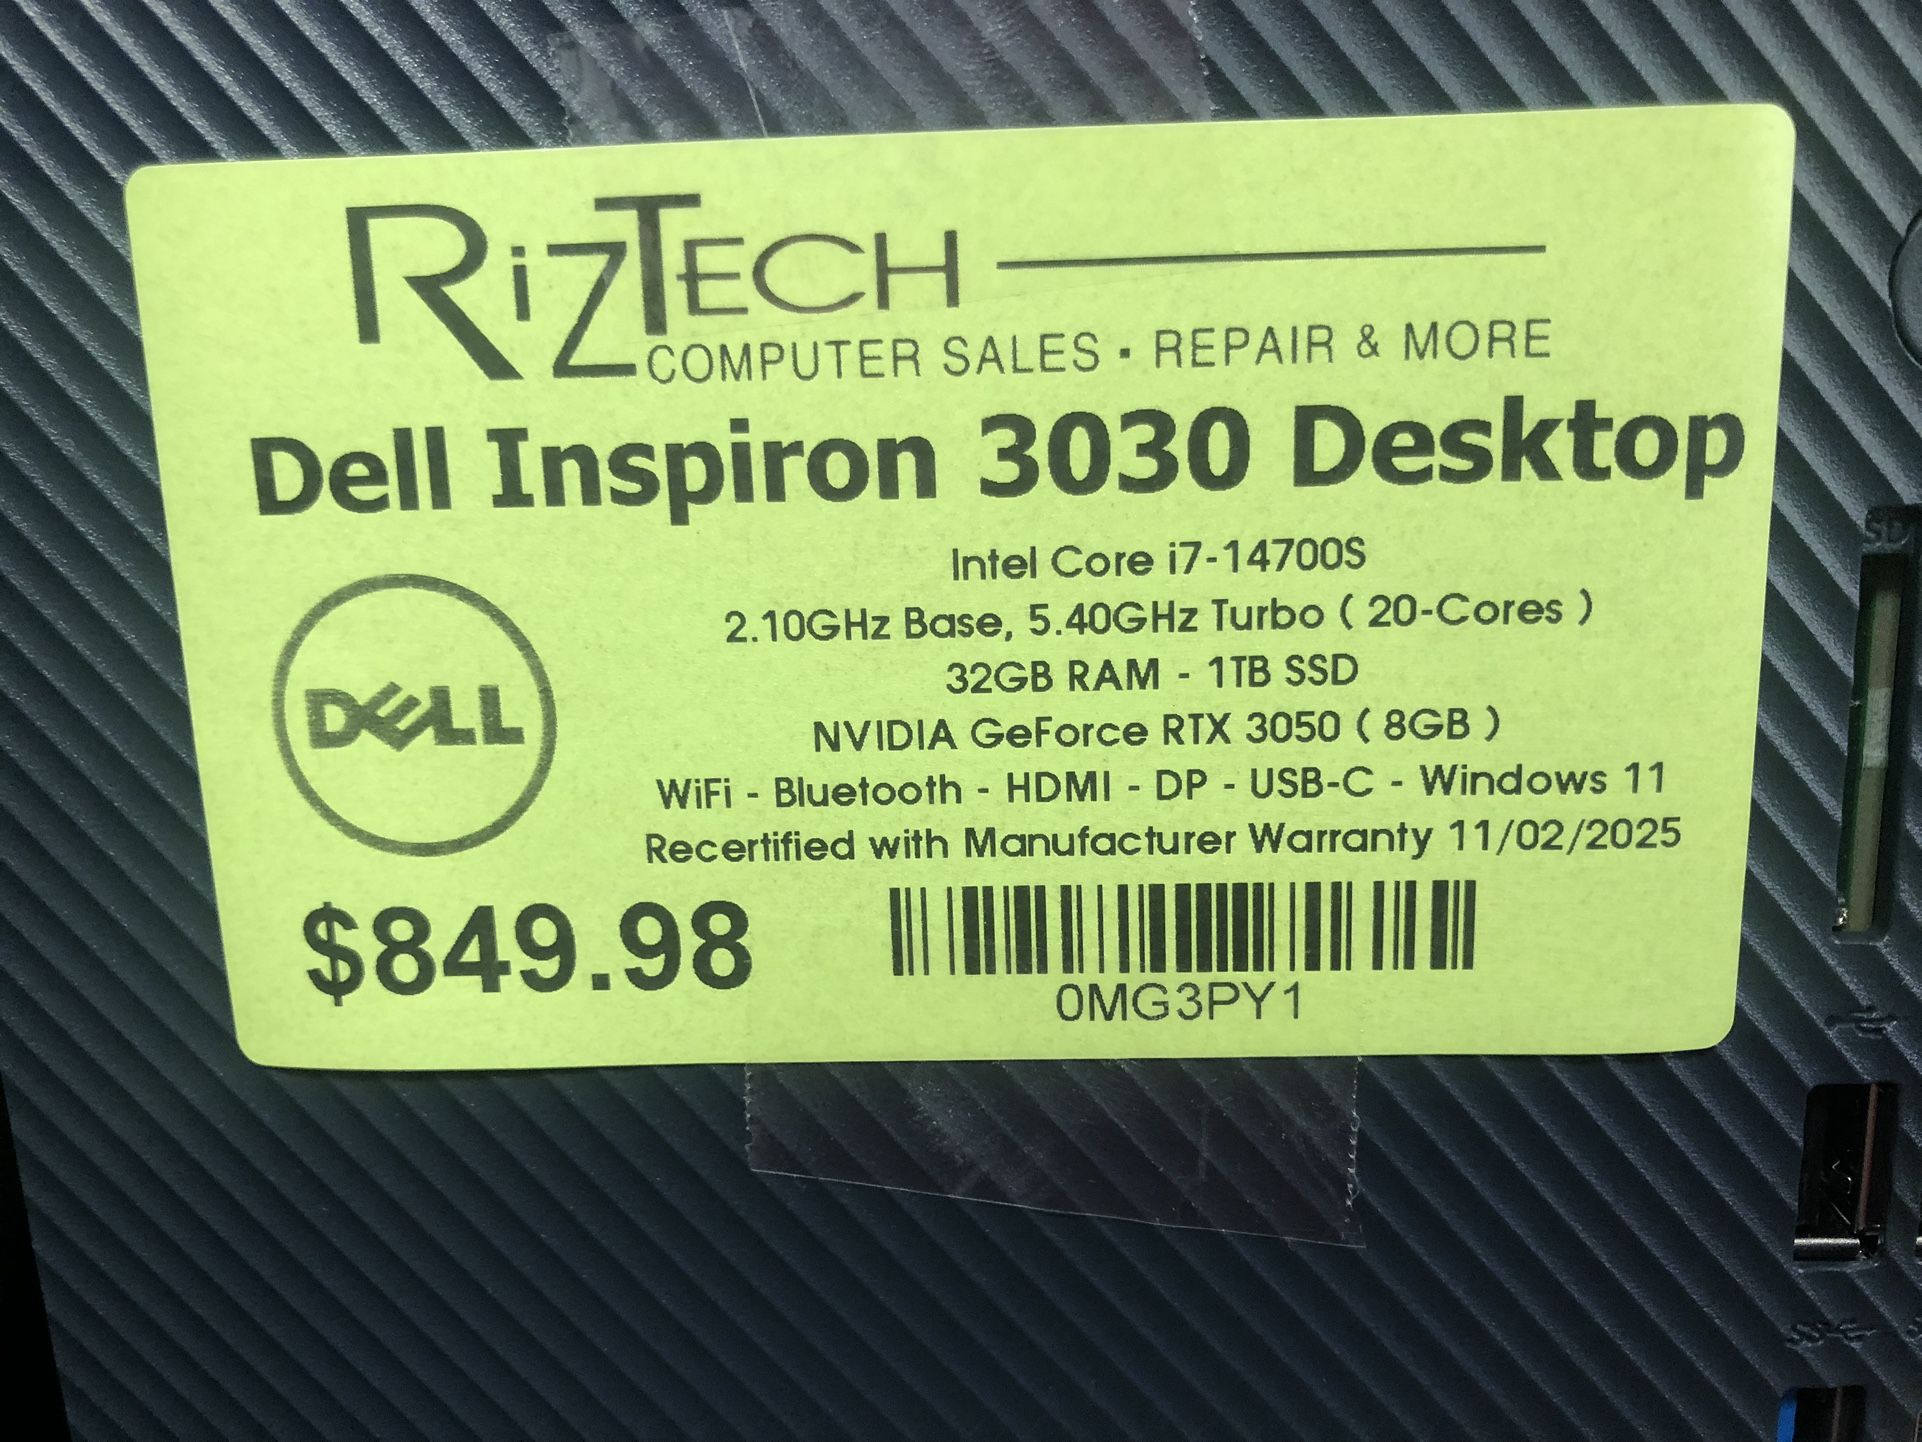 RIZTECH
COMPUTER SALES · REPAIR & MORE
Dell Inspiron 3030 Desktop
Intel Core i7-14700S
2.10GHz Base, 5.40GHz Turbo ( 20-Cores )
32GB RAM - 1TB SSD
NVIDIA GeForce RTX 3050 ( 8GB )
WiFi - Bluetooth - HDMI - DP - USB-C - Windows 11
Recertified with Manufacturer Warranty 11/02/2025
DELL
$849.98
0MG3PY1
SD